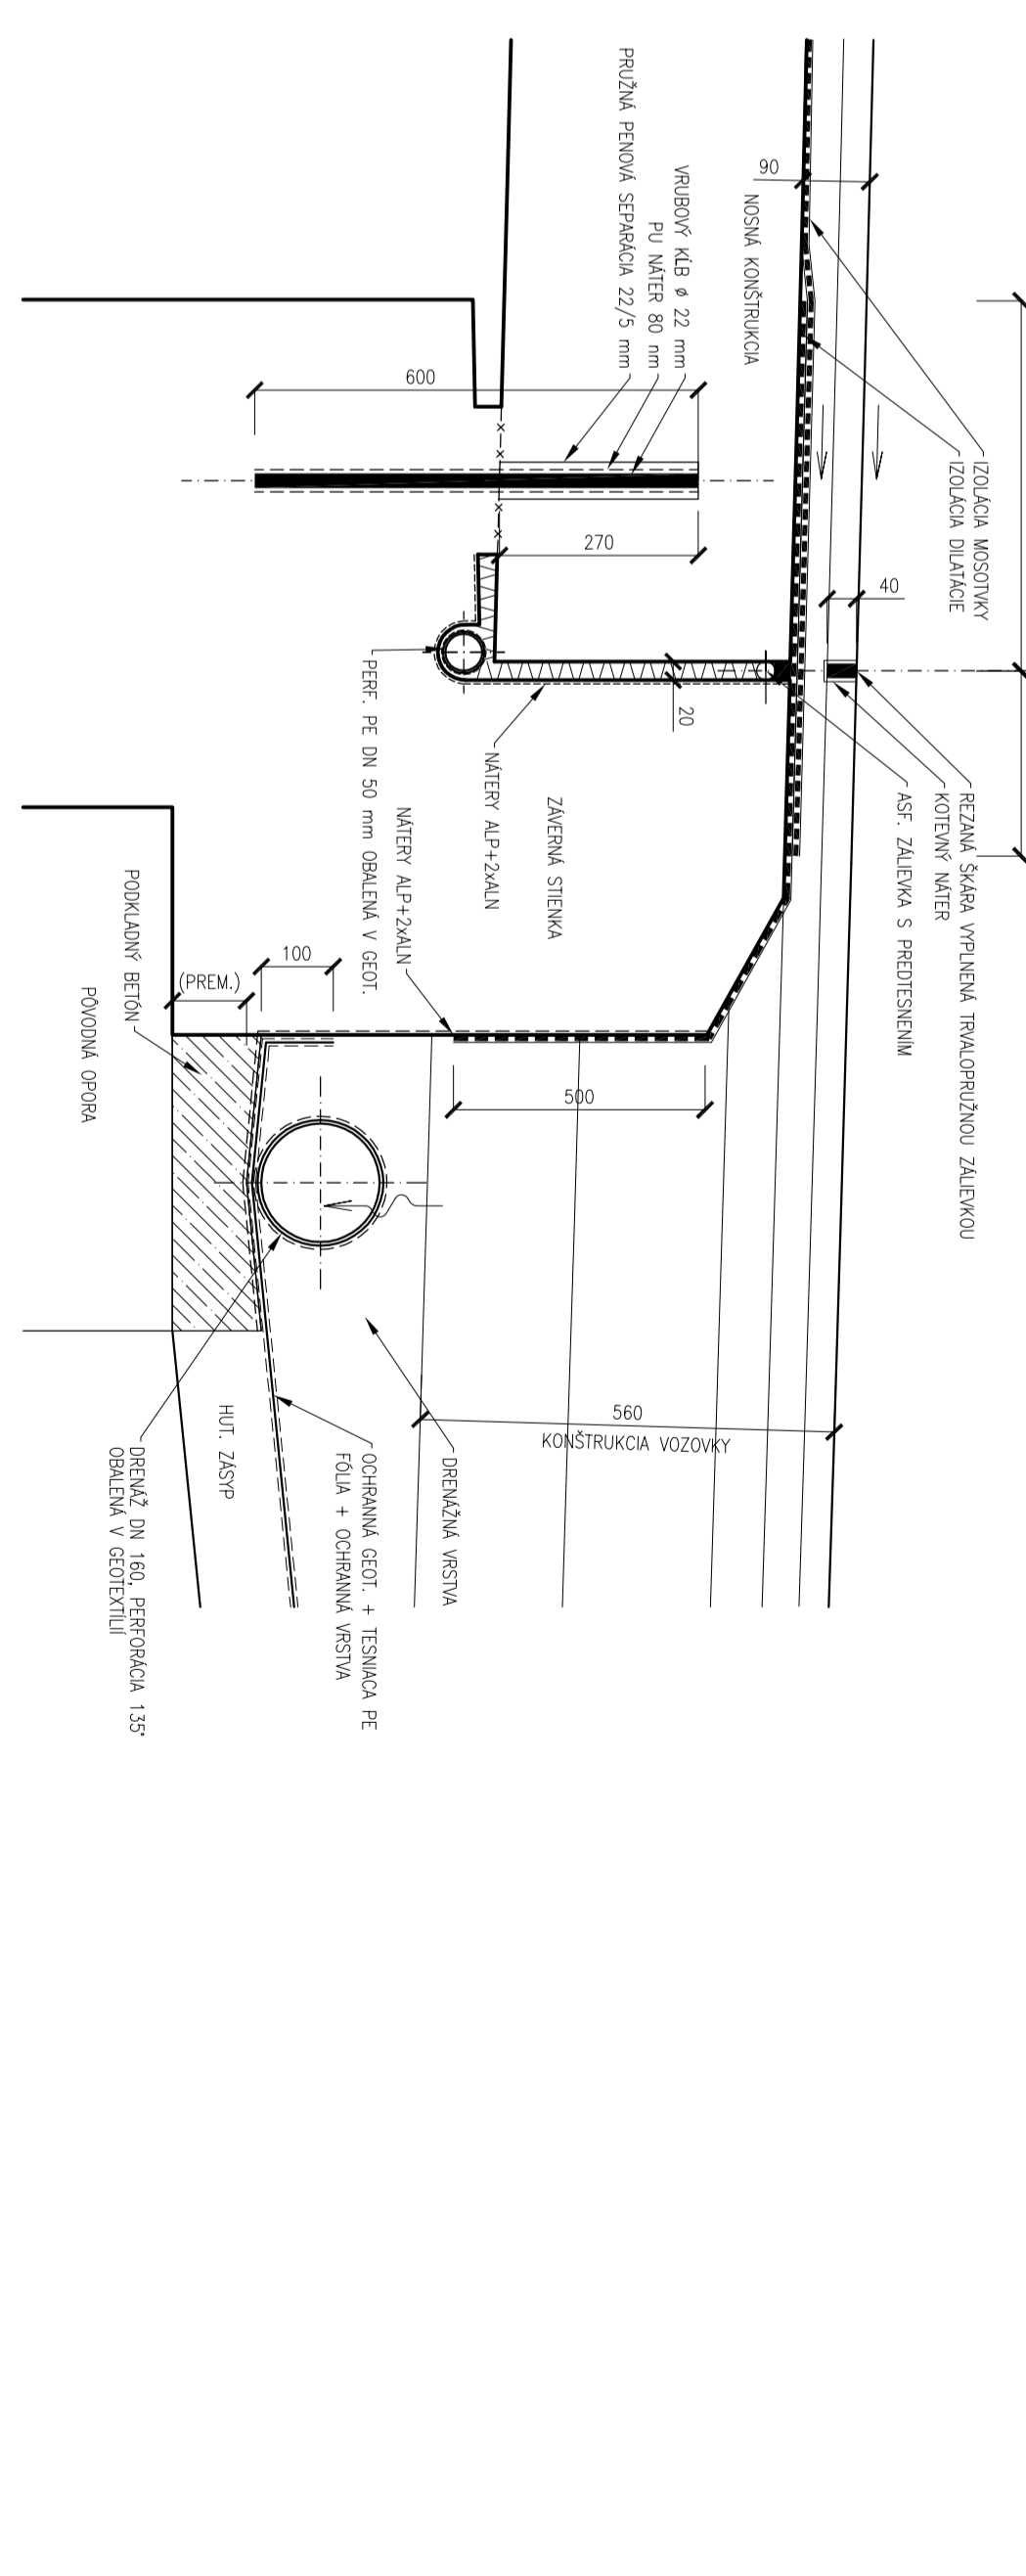 IZOLÁCIA MOSOTVKY
IZOLÁCIA DILATÁCIE
REZANÁ ŠKÁRA VYPLNENÁ TRVALOPRUŽNOU ZÁLIEVKOU
KOTEVNÝ NÁTER
ASF. ZÁLIEVKA S PREDTESNENÍM
90
40
NOSNÁ KONŠTRUKCIA
VRUBOVÝ KĹB ø 22 mm
PU NÁTER 80 nm
PRUŽNÁ PENOVÁ SEPARÁCIA 22/5 mm
600
270
20
ZÁVERNÁ STIENKA
NÁTERY ALP+2xALN
NÁTERY ALP+2xALN
PERF. PE DN 50 mm OBALENÁ V GEOT.
500
100
(PREM.)
560
KONŠTRUKCIA VOZOVKY
DRENÁŽNÁ VRSTVA
OCHRANNÁ GEOT. + TESNIACA PE
FÓLIA + OCHRANNÁ VRSTVA
HUT. ZÁSYP
PODKLADNÝ BETÓN
PÔVODNÁ OPORA
DRENÁŽ DN 160, PERFORÁCIA 135°
OBALENÁ V GEOTEXTÍLIÍ